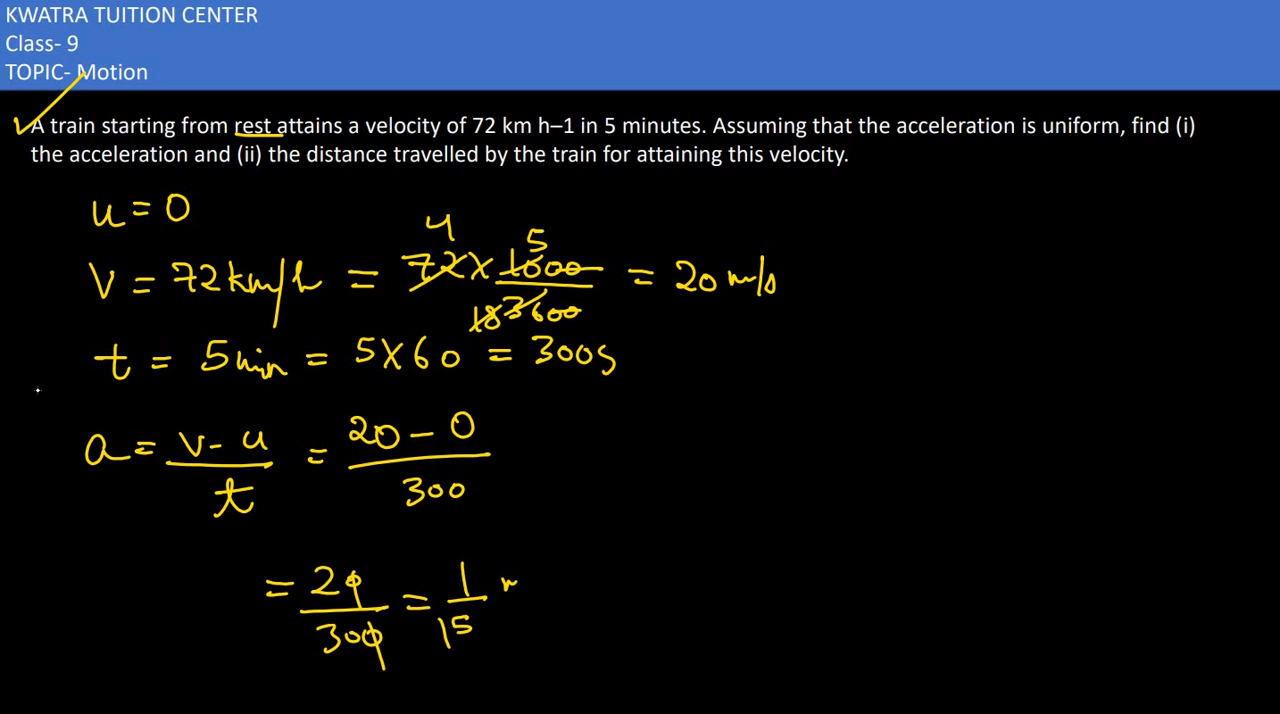 KWATRA TUITION CENTER
Class- 9
TOPIC- Motion
A train starting from rest attains a velocity of 72 km h–1 in 5 minutes. Assuming that the acceleration is uniform, find (i)
the acceleration and (ii) the distance travelled by the train for attaining this velocity.
u = 0
4 5
V = 72 km/h = 72 X 1000 / 18 3600 = 20 m/s
t = 5 min = 5 X 60 = 300 s
a = v - u / t = 20 - 0 / 300
= 20 / 300 = 1 / 15